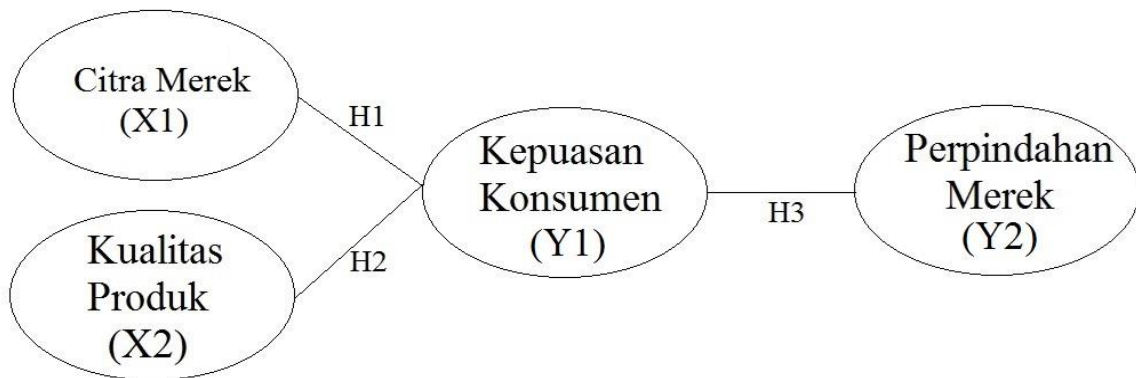 Citra Merek
(X1)
H1
Kualitas
Produk
(X2)
H2
Kepuasan
Konsumen
(Y1)
H3
Perpindahan
Merek
(Y2)